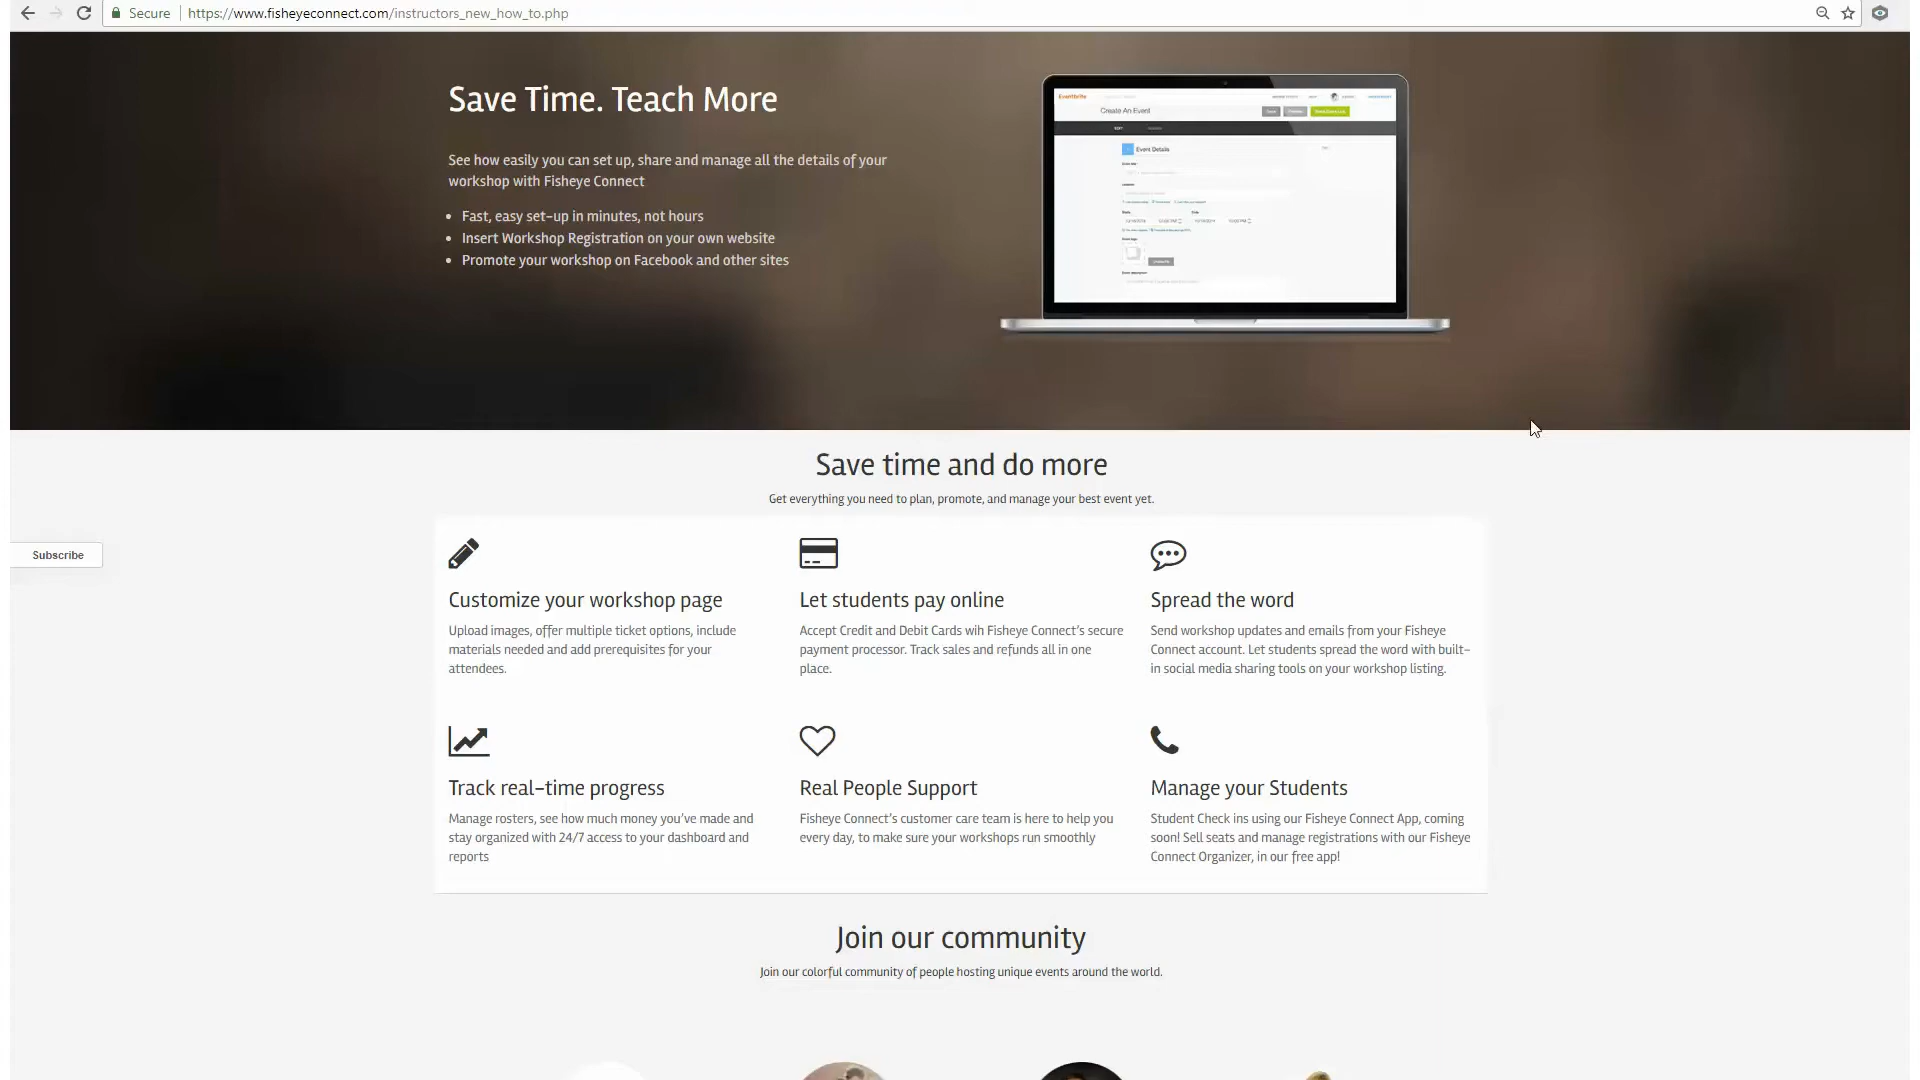 Secure https://www.fisheyeconnect.com/instructors_new_how_to.php
Save Time. Teach More
See how easily you can set up, share and manage all the details of your
workshop with Fisheye Connect
• Fast, easy set-up in minutes, not hours
• Insert Workshop Registration on your own website
• Promote your workshop on Facebook and other sites
Eventbrite
Create An Event
Event Details
Save time and do more
Get everything you need to plan, promote, and manage your best event yet.
Subscribe
Customize your workshop page
Upload images, offer multiple ticket options, include
materials needed and add prerequisites for your
attendees.
Let students pay online
Accept Credit and Debit Cards wih Fisheye Connect's secure
payment processor. Track sales and refunds all in one
place.
Spread the word
Send workshop updates and emails from your Fisheye
Connect account. Let students spread the word with built-
in social media sharing tools on your workshop listing.
Track real-time progress
Manage rosters, see how much money you've made and
stay organized with 24/7 access to your dashboard and
reports
Real People Support
Fisheye Connect's customer care team is here to help you
every day, to make sure your workshops run smoothly
Manage your Students
Student Check ins using our Fisheye Connect App, coming
soon! Sell seats and manage registrations with our Fisheye
Connect Organizer, in our free app!
Join our community
Join our colorful community of people hosting unique events around the world.